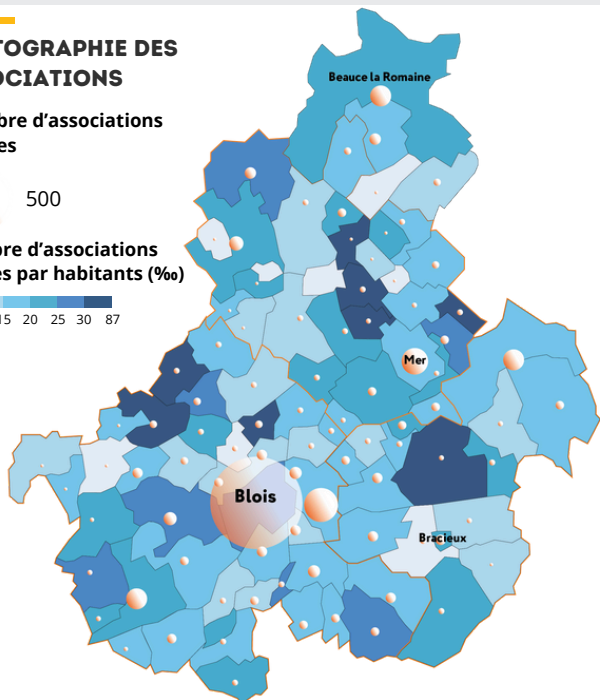 TOGRAPHIE DES
OCIATIONS
bre d’associations
es
500
bre d’associations
es par habitants (‰)
15 20 25 30 87
Beauce la Romaine
Mer
Blois
Bracieux